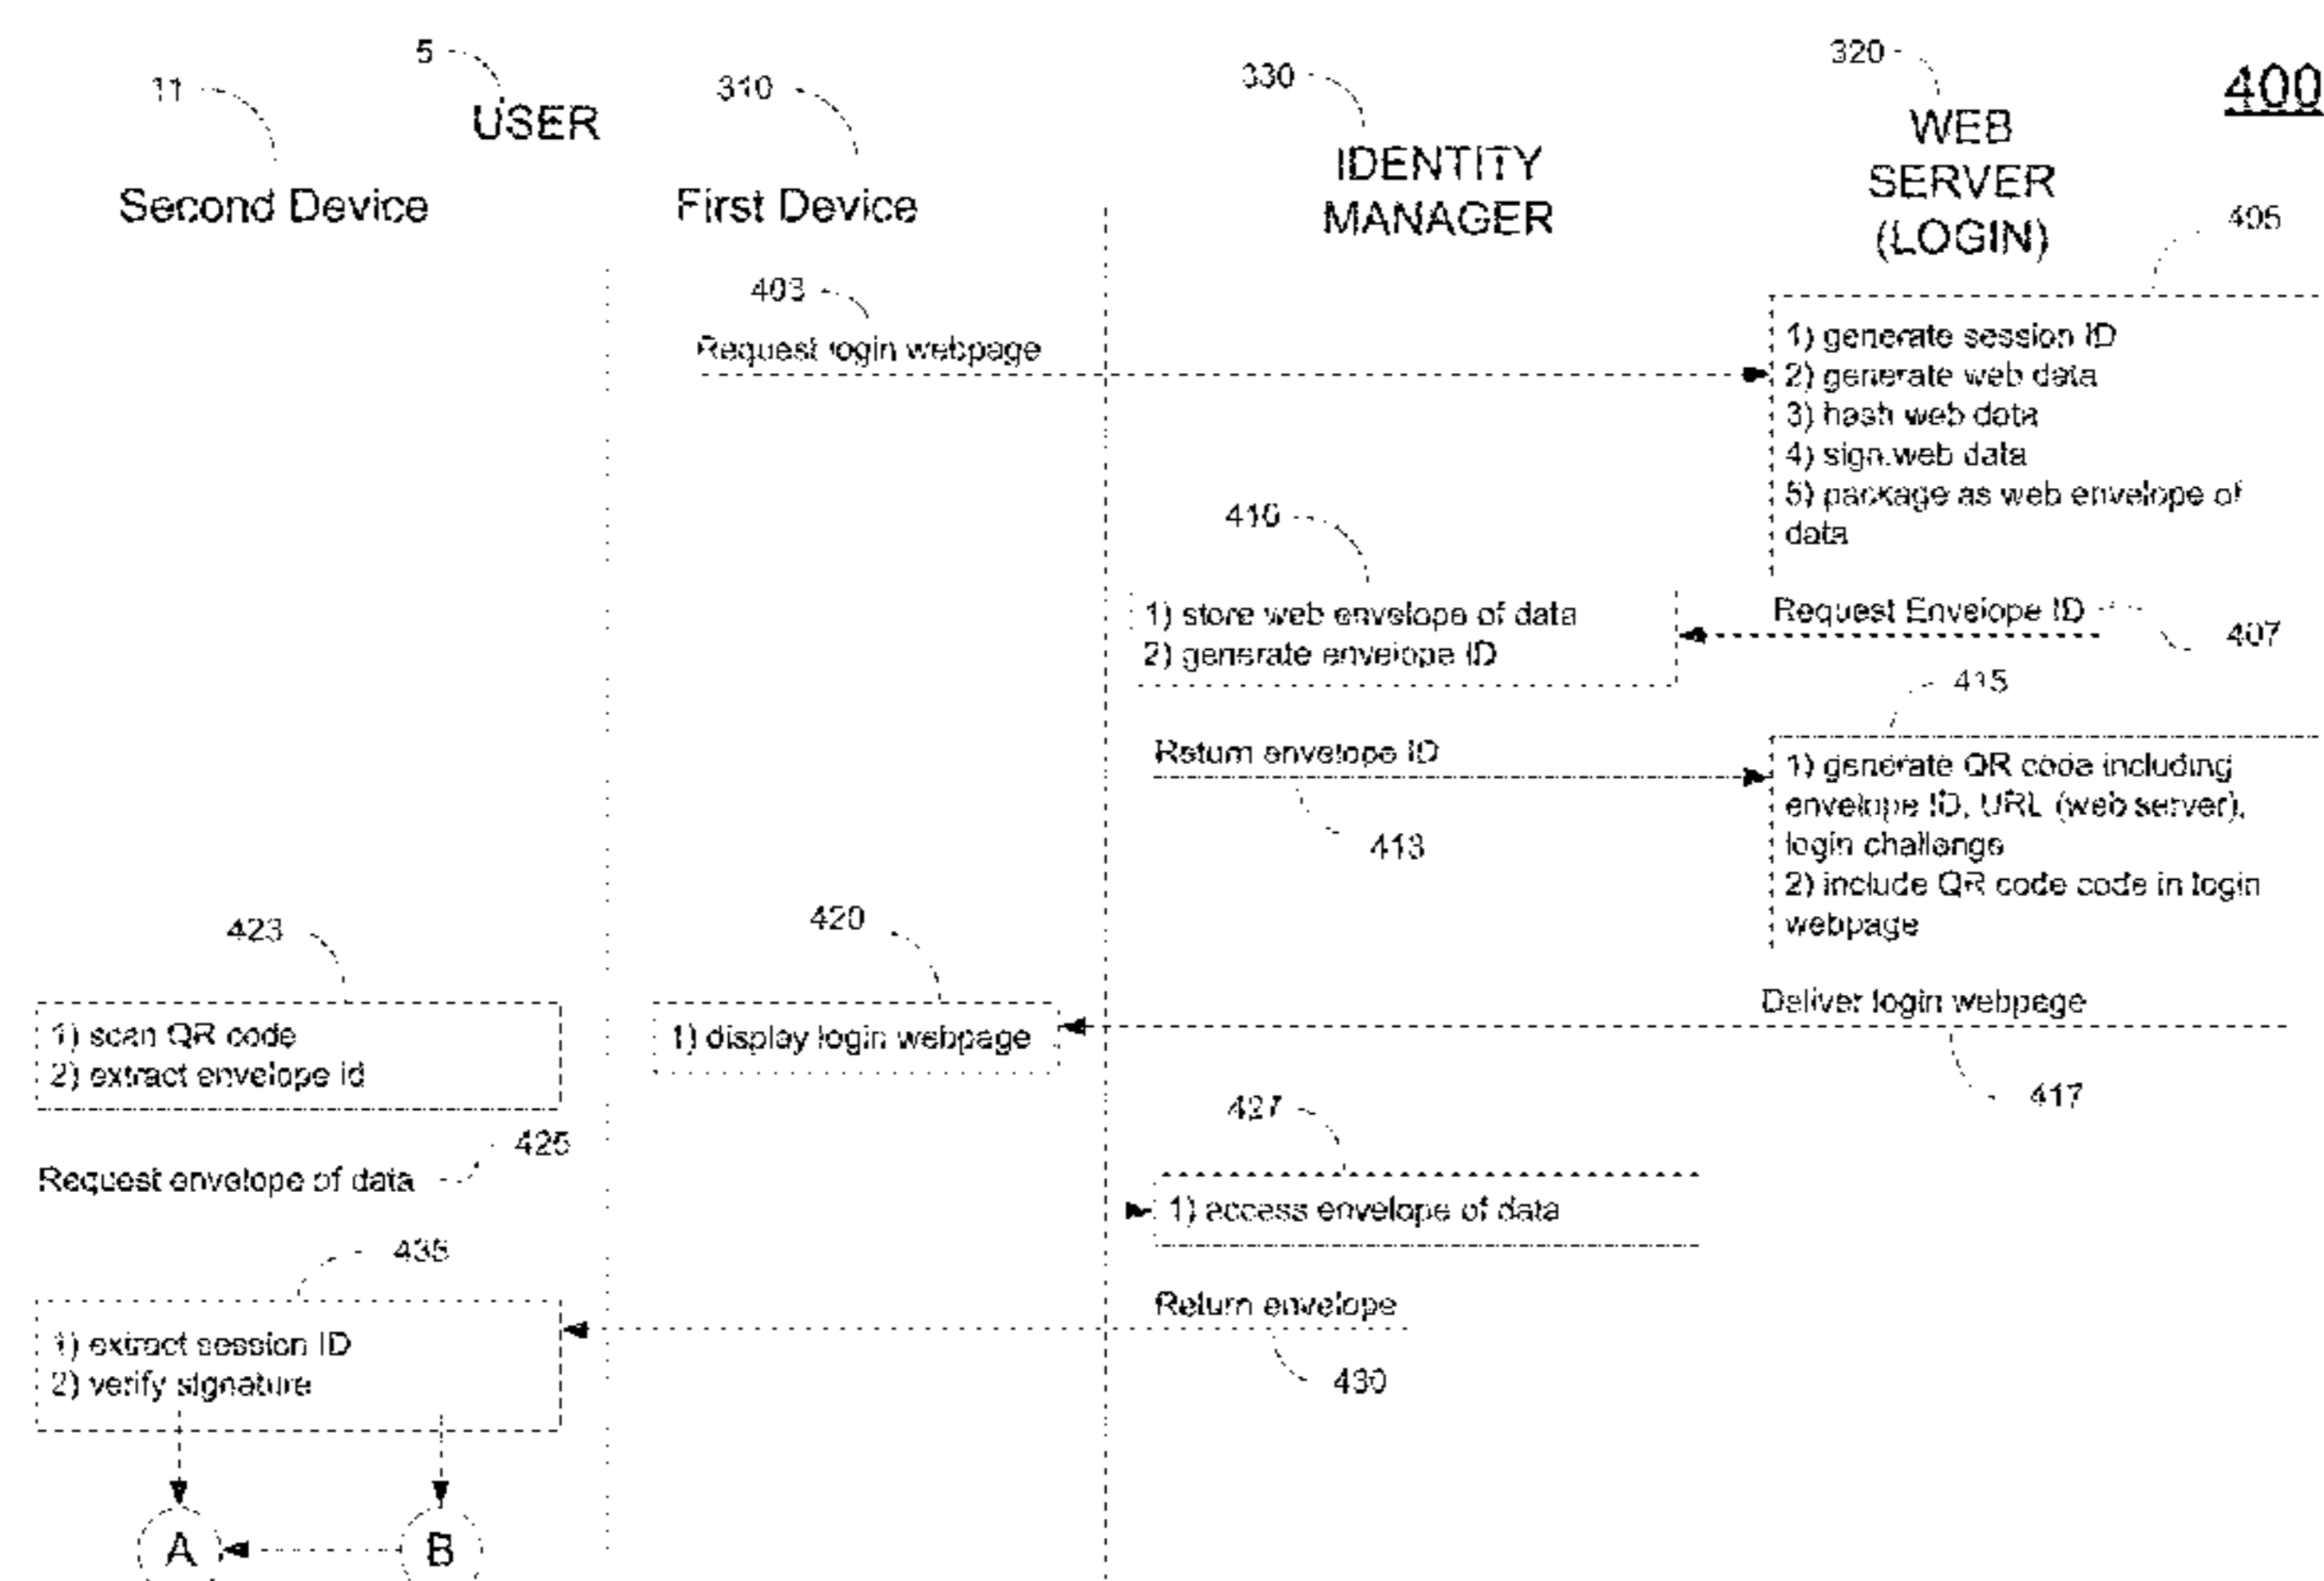 400
5
USER
11
Second Device
310
First Device
330
IDENTITY
MANAGER
320
WEB
SERVER
(LOGIN)
405
403
Request login webpage
1) generate session ID
2) generate web data
3) hash web data
4) sign web data
5) package as web envelope of
data
410
1) store web envelope of data
2) generate envelope ID
Request Envelope ID
407
415
Return envelope ID
413
1) generate QR code including
envelope ID, URL (web server),
login challenge
2) include QR code code in login
webpage
423
1) scan QR code
2) extract envelope id
420
1) display login webpage
Deliver login webpage
417
425
Request envelope of data
427
1) access envelope of data
435
1) extract session ID
2) verify signature
Return envelope
430
A
B